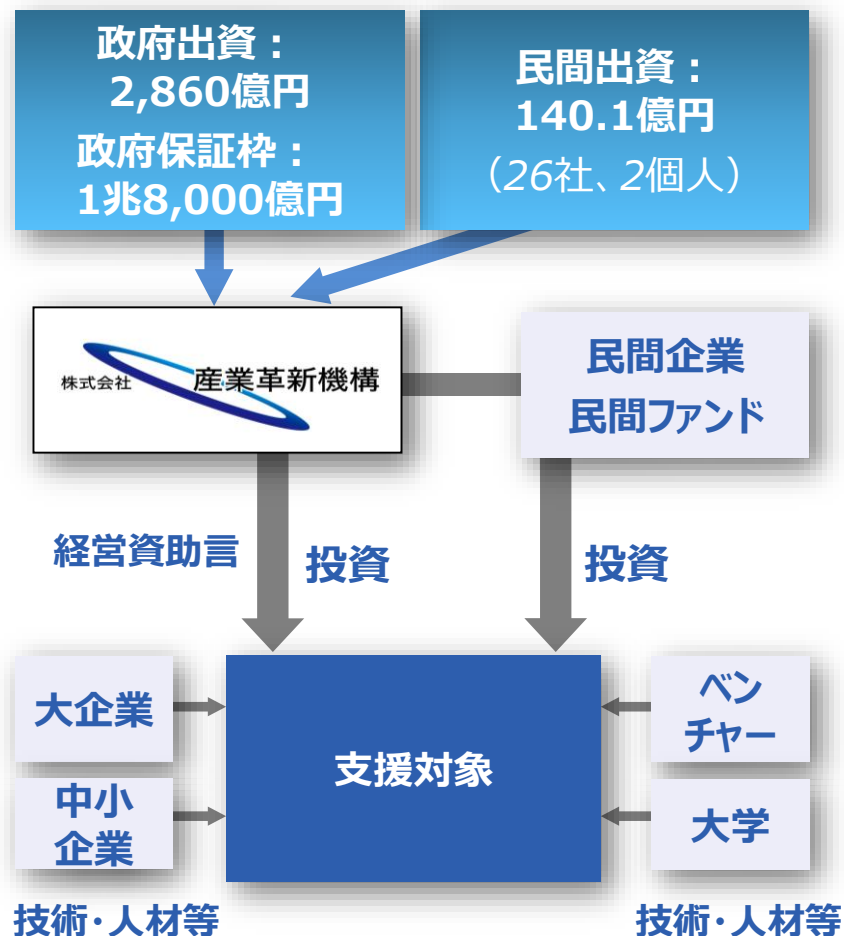 政府出資：
2,860億円
政府保証枠：
1兆8,000億円
民間出資：
140.1億円
（26社、2個人）
株式会社 産業革新機構
民間企業
民間ファンド
経営資助言
投資
投資
大企業
中小
企業
支援対象
ベン
チャー
大学
技術・人材等
技術・人材等